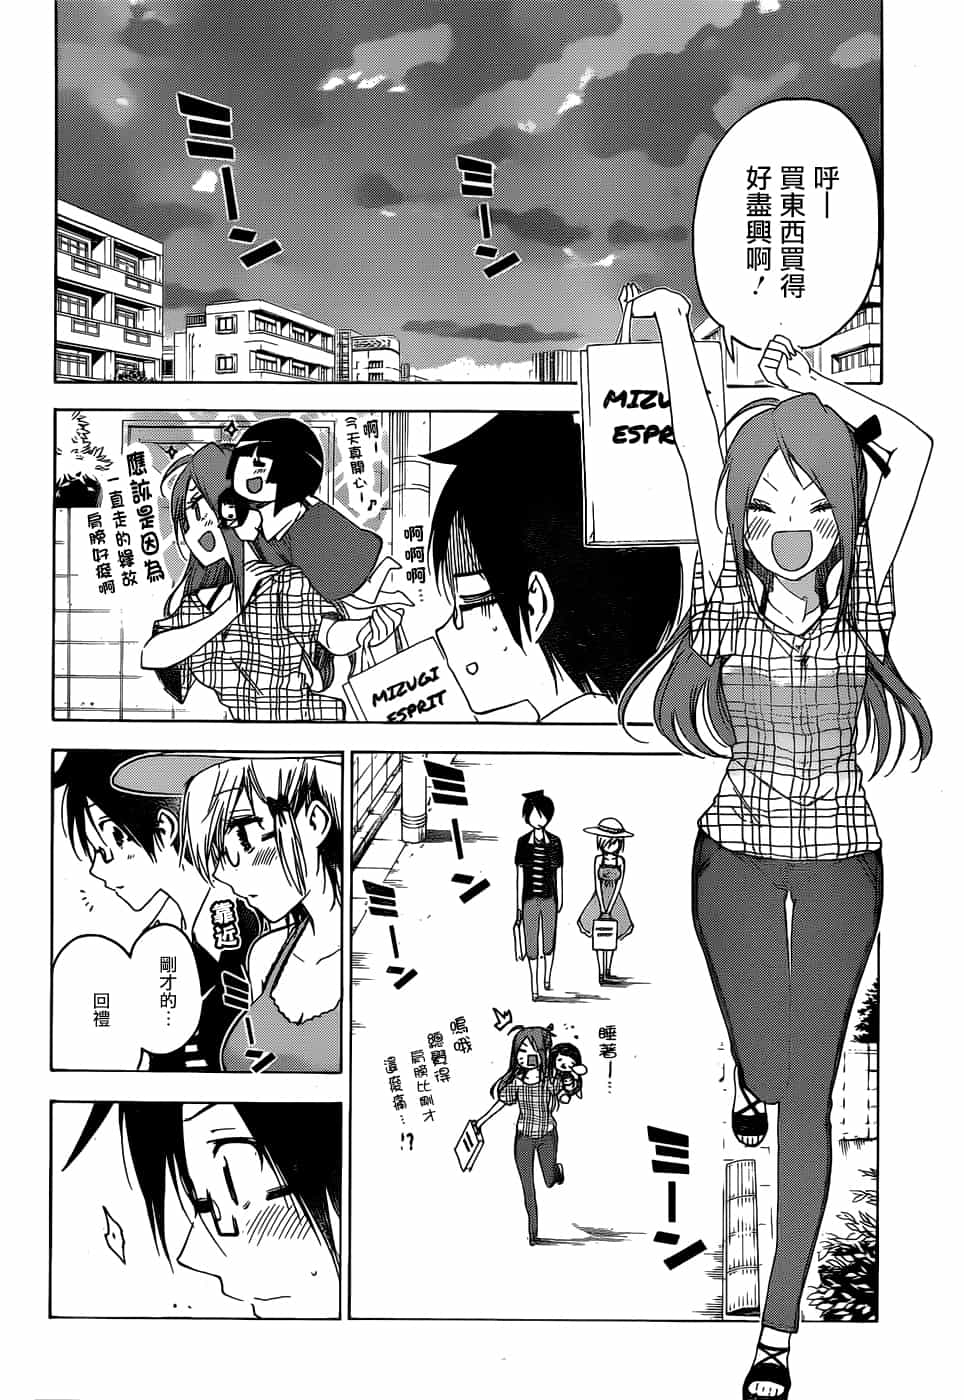 呼—
買東西買得
好盡興啊！
MIZUGI
ESPRIT
啊—
(今天真開心—♪
應該是因為
一直走的緣故
肩膀好痠啊
啊啊啊…
MIZUGI
ESPRIT
ミーン
ミーン
靠近
剛才的…
回禮
ミーン
ミーン
睡著—…
嗚哦
總覺得
肩膀比剛才
還痠痛…!?
ミーン